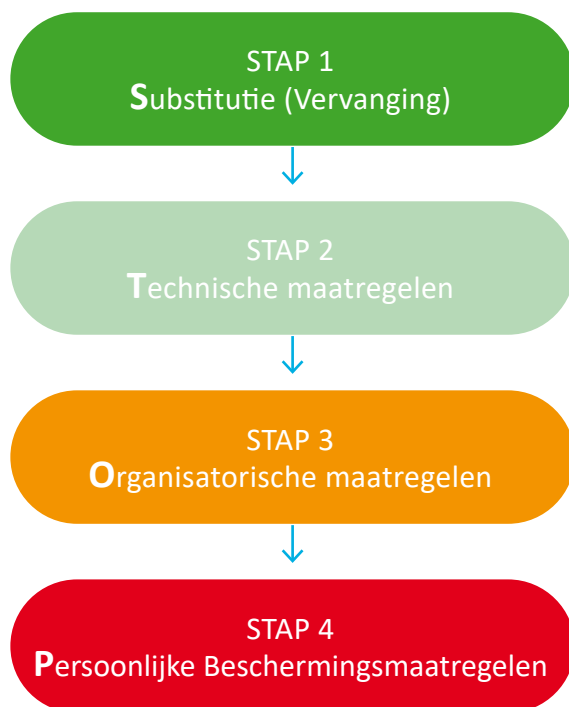 STAP 1
Substitutie (Vervanging)
STAP 2
Technische maatregelen
STAP 3
Organisatorische maatregelen
STAP 4
Persoonlijke Beschermingsmaatregelen